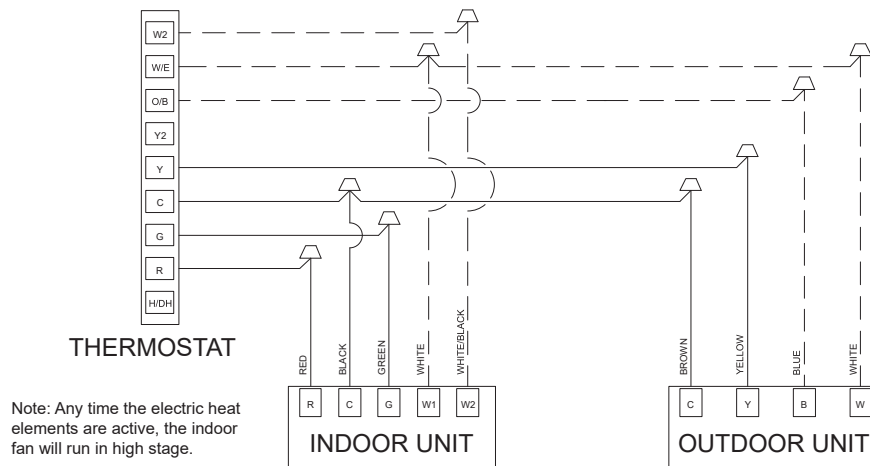 W2
W/E
O/B
Y2
Y
C
G
R
H/DH
THERMOSTAT
RED
BLACK
GREEN
WHITE
WHITE/BLACK
BROWN
YELLOW
BLUE
WHITE
R C G W1 W2
C Y B W
INDOOR UNIT
OUTDOOR UNIT
Note: Any time the electric heat
elements are active, the indoor
fan will run in high stage.